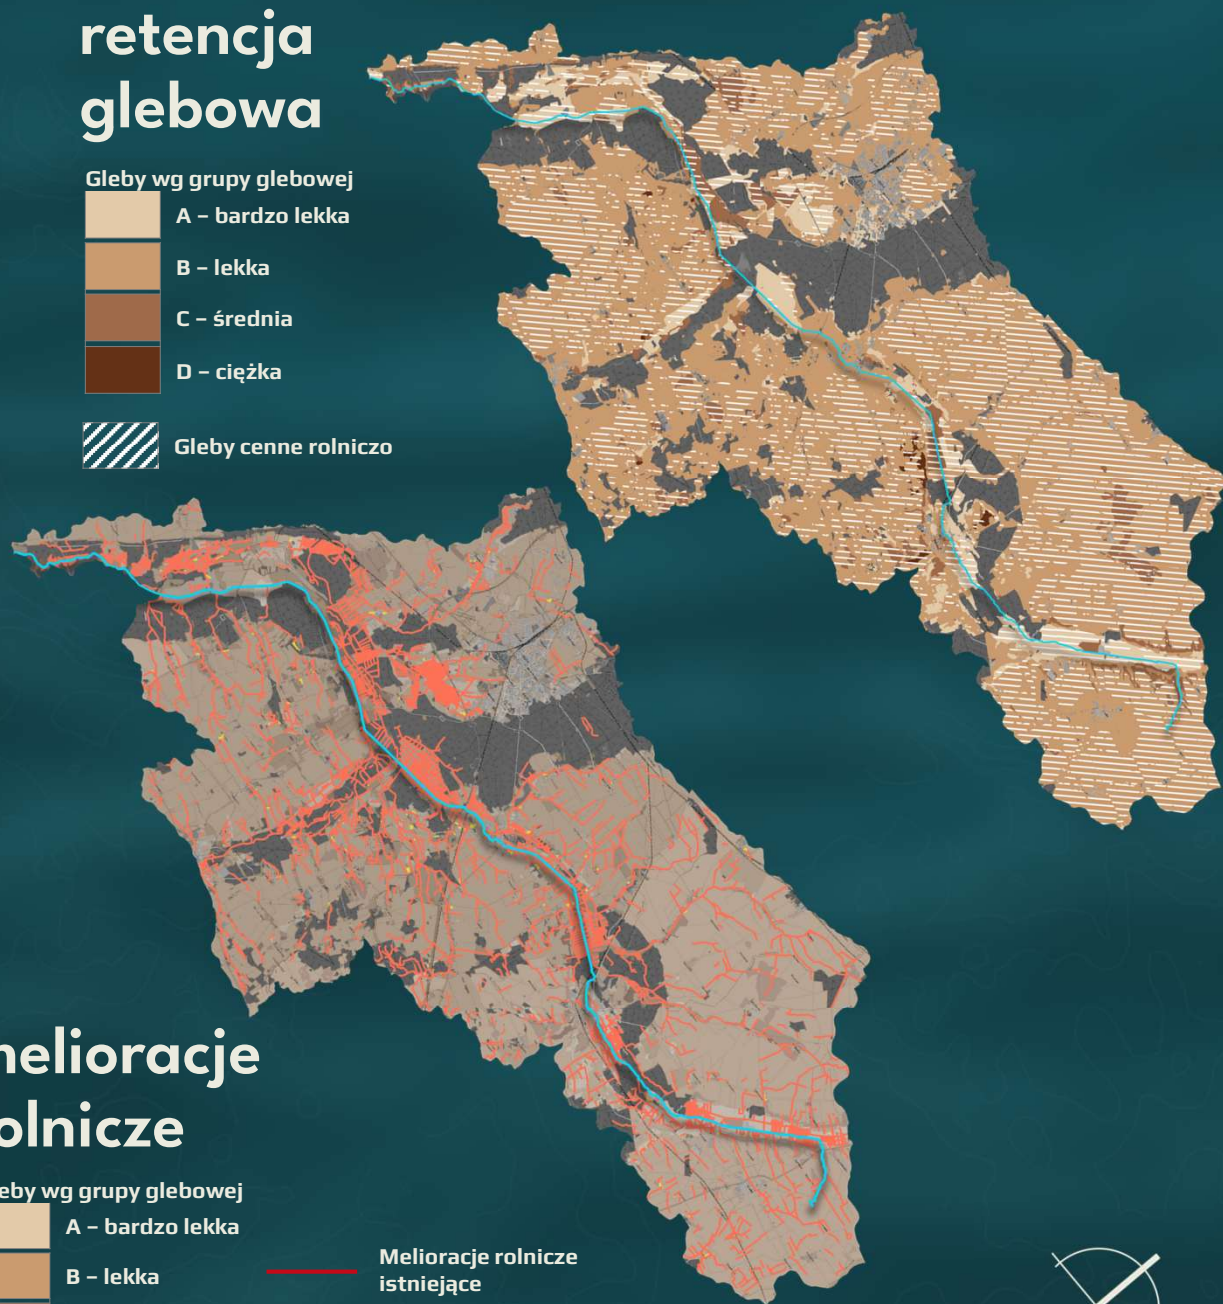 retencja
glebowa
Gleby wg grupy glebowej
A – bardzo lekka
B – lekka
C – średnia
D – ciężka
Gleby cenne rolniczo
nelioracje
olnicze
eby wg grupy glebowej
A – bardzo lekka
B – lekka
Melioracje rolnicze
istniejące